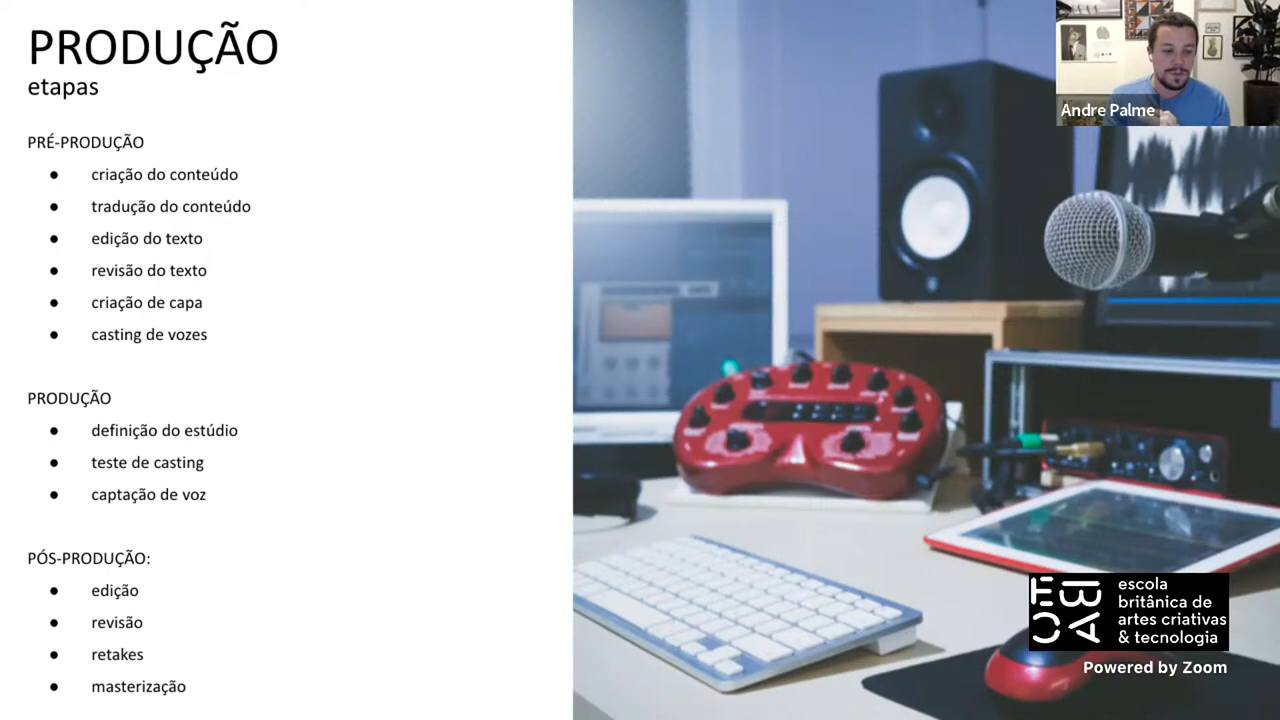 PRODUÇÃO
etapas
PRÉ-PRODUÇÃO
● criação do conteúdo
● tradução do conteúdo
● edição do texto
● revisão do texto
● criação de capa
● casting de vozes
PRODUÇÃO
● definição do estúdio
● teste de casting
● captação de voz
PÓS-PRODUÇÃO:
● edição
● revisão
● retakes
● masterização
Andre Palme
EBAC
escola
britânica de
artes criativas
& tecnologia
Powered by Zoom